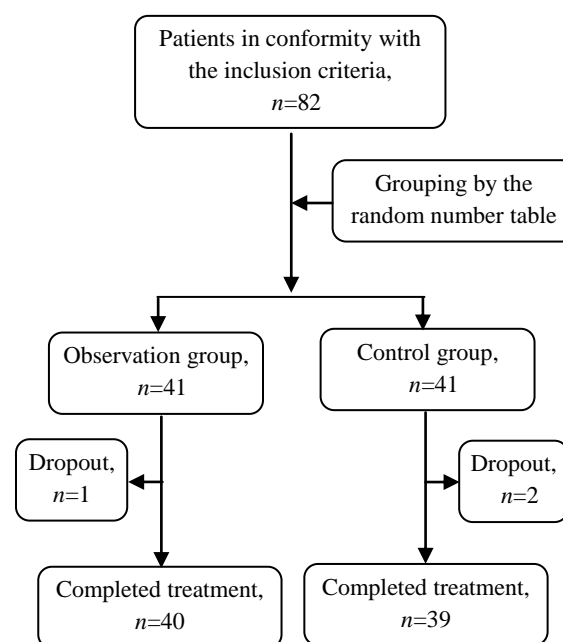 Patients in conformity with
the inclusion criteria,
n=82
Grouping by the
random number table
Observation group,
n=41
Control group,
n=41
Dropout,
n=1
Dropout,
n=2
Completed treatment,
n=40
Completed treatment,
n=39